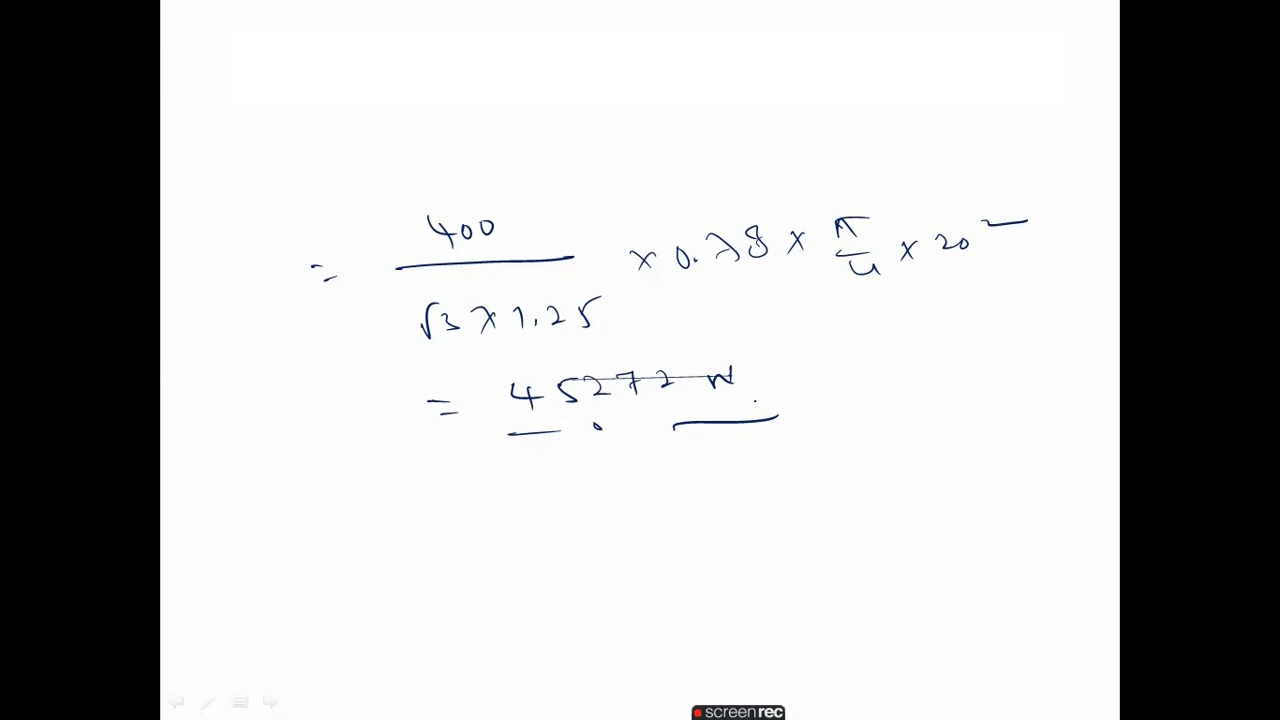 = 400 / √3 × 1.25 × 0.78 × π/4 × 20²
= 45272 N.
screenrec